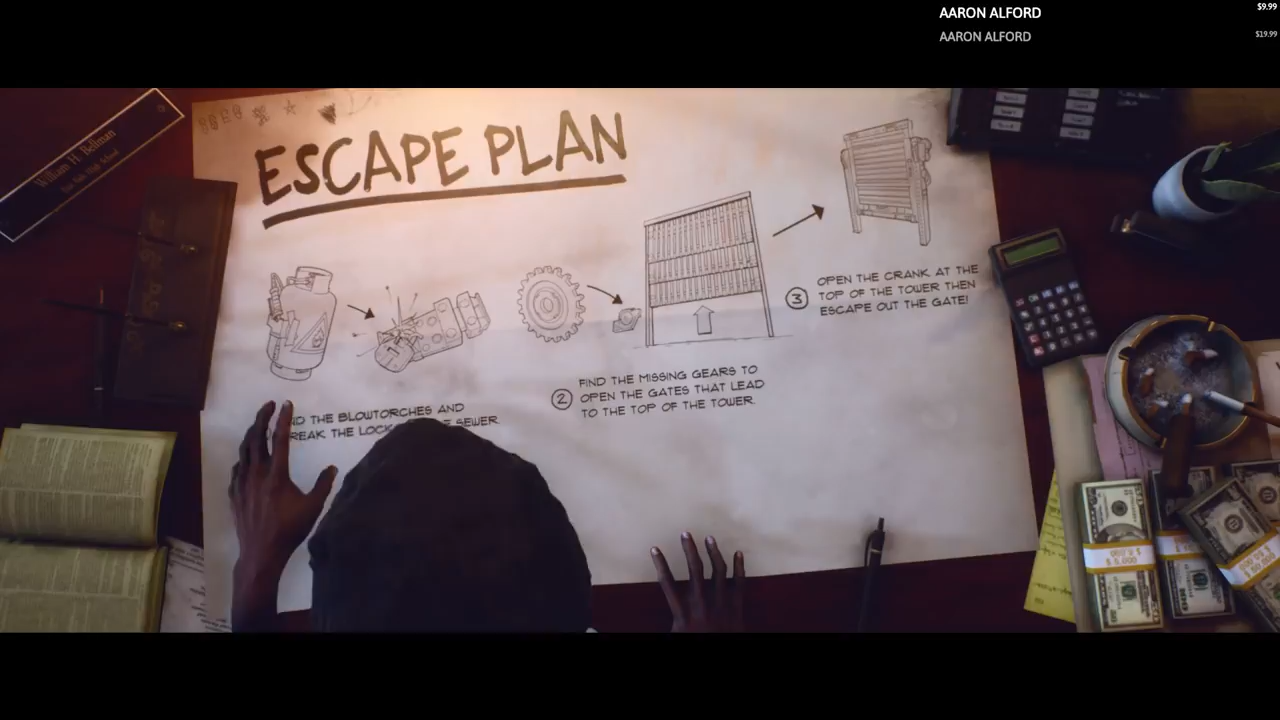 AARON ALFORD
$9.99
AARON ALFORD
$19.99
William H. Bellman
ESCAPE PLAN
③ OPEN THE CRANK AT THE
TOP OF THE TOWER THEN
ESCAPE OUT THE GATE!
② FIND THE MISSING GEARS TO
OPEN THE GATES THAT LEAD
TO THE TOP OF THE TOWER
THE BLOWTORCHES AND
THE LOCK SEWER